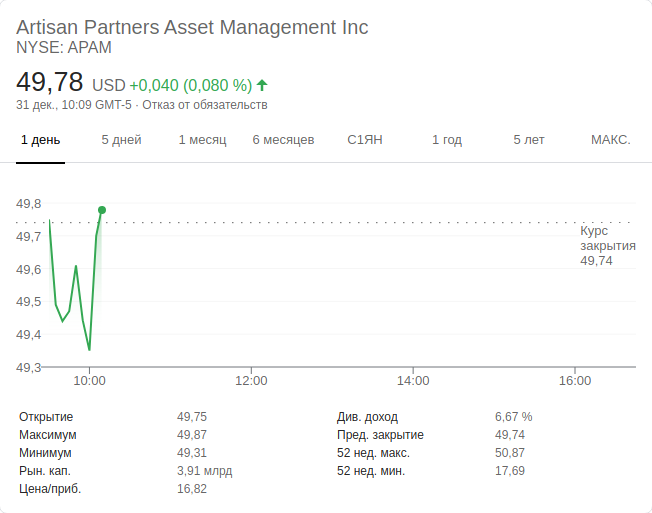 Artisan Partners Asset Management Inc
NYSE: APAM
49,78 USD +0,040 (0,080 %)
31 дек., 10:09 GMT-5 · Отказ от обязательств
1 день 5 дней 1 месяц 6 месяцев С1ЯН 1 год 5 лет МАКС.
49,8
49,7
49,6
49,5
49,4
49,3
Курс
закрытия
49,74
10:00 12:00 14:00 16:00
Открытие 49,75 Див. доход 6,67 %
Максимум 49,87 Пред. закрытие 49,74
Минимум 49,31 52 нед. макс. 50,87
Рын. кап. 3,91 млрд 52 нед. мин. 17,69
Цена/приб. 16,82